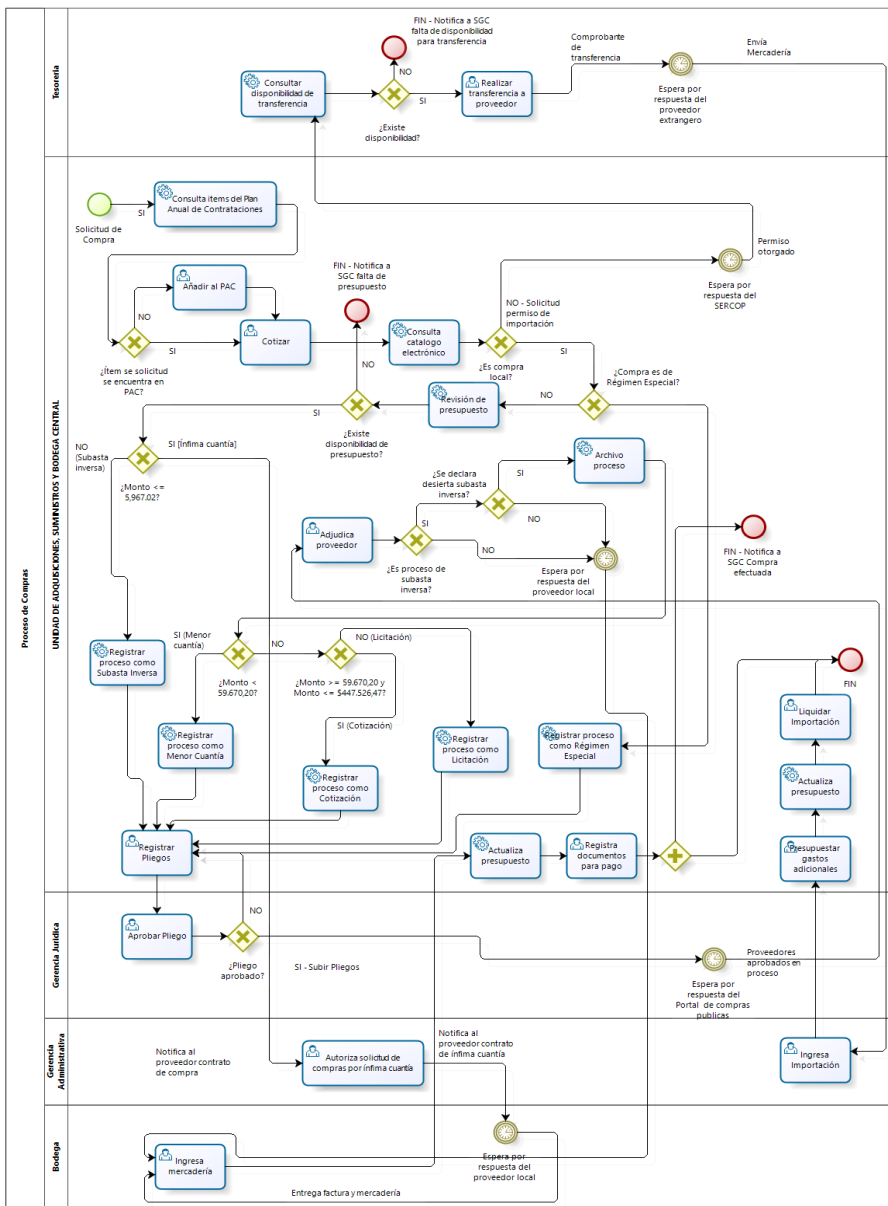 Proceso de Compras
Tesorería
FIN - Notifica a SGC
falta de disponibilidad
para transferencia
Comprobante
de
transferencia
Envía
Mercadería
Consultar
disponibilidad de
transferencia
NO
SI
¿Existe
disponibilidad?
Realizar
transferencia a
proveedor
Espera por
respuesta del
proveedor
extrangero
UNIDAD DE ADQUISICIONES, SUMINISTROS Y BODEGA CENTRAL
Solicitud de
Compra
SI
Consulta items del Plan
Anual de Contrataciones
Añadir al PAC
NO
SI
¿Ítem se solicitud
se encuentra en
PAC?
Cotizar
FIN - Notifica a
SGC falta de
presupuesto
Consulta
catalogo
electrónico
NO - Solicitud
permiso de
importación
Permiso
otorgado
Espera por
respuesta del
SERCOP
SI
¿Es compra
local?
¿Compra es de
Régimen Especial?
NO
Revisión de
presupuesto
NO
SI
¿Existe
disponibilidad de
presupuesto?
NO
(Subasta
inversa)
SI [Ínfima cuantía]
¿Monto <=
5,967.02?
¿Se declara
desierta subasta
inversa?
SI
Archivo
proceso
NO
Adjudica
proveedor
SI
NO
¿Es proceso de
subasta
inversa?
Espera por
respuesta del
proveedor local
FIN - Notifica a
SGC Compra
efectuada
Registrar
proceso como
Subasta Inversa
SI (Menor
cuantía)
NO
¿Monto <
59.670,20?
NO (Licitación)
¿Monto >= 59.670,20 y
Monto <= $447.526,47?
SI (Cotización)
FIN
Registrar
proceso como
Menor Cuantía
Registrar
proceso como
Cotización
Registrar
proceso como
Licitación
Registrar proceso
como Régimen
Especial
Liquidar
Importación
Actualiza
presupuesto
Presupuestar
gastos
adicionales
Registrar
Pliegos
Actualiza
presupuesto
Registra
documentos
para pago
Gerencia Jurídica
Aprobar Pliego
NO
¿Pliego
aprobado?
SI - Subir Pliegos
Proveedores
aprobados en
proceso
Espera por
respuesta del
Portal de compras
publicas
Gerencia
Administrativa
Notifica al
proveedor contrato
de compra
Autoriza solicitud de
compras por ínfima cuantía
Notifica al
proveedor contrato
de ínfima cuantía
Ingresa
Importación
Bodega
Ingresa
mercadería
Espera por
respuesta del
proveedor local
Entrega factura y mercadería